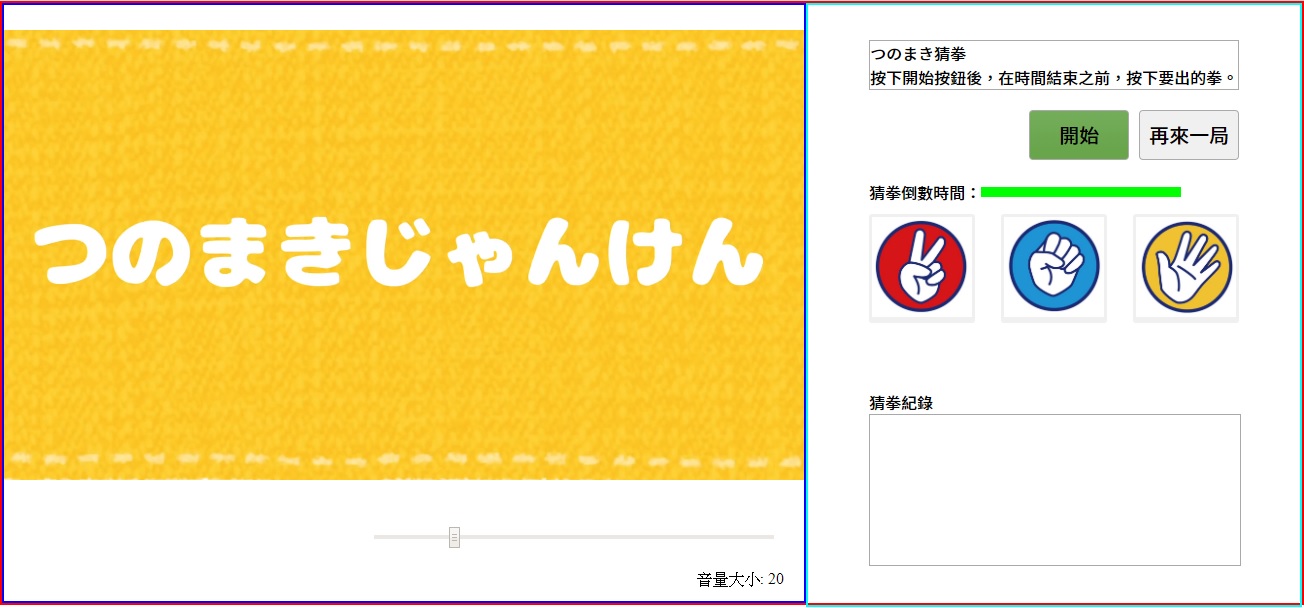 つのまきじゃんけん
音量大小: 20
つのまき猜拳
按下開始按鈕後，在時間結束之前，按下要出的拳。
開始
再來一局
猜拳倒數時間：
猜拳紀錄